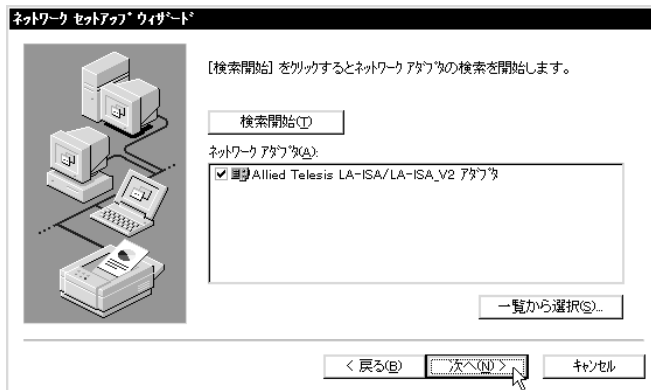 ネットワーク セットアップ ウィザード
[検索開始] をクリックするとネットワーク アダプタの検索を開始します。
検索開始(T)
ネットワーク アダプタ(A):
Allied Telesis LA-ISA/LA-ISA_V2 アダプタ
一覧から選択(S)...
< 戻る(B)
次へ(N) >
キャンセル